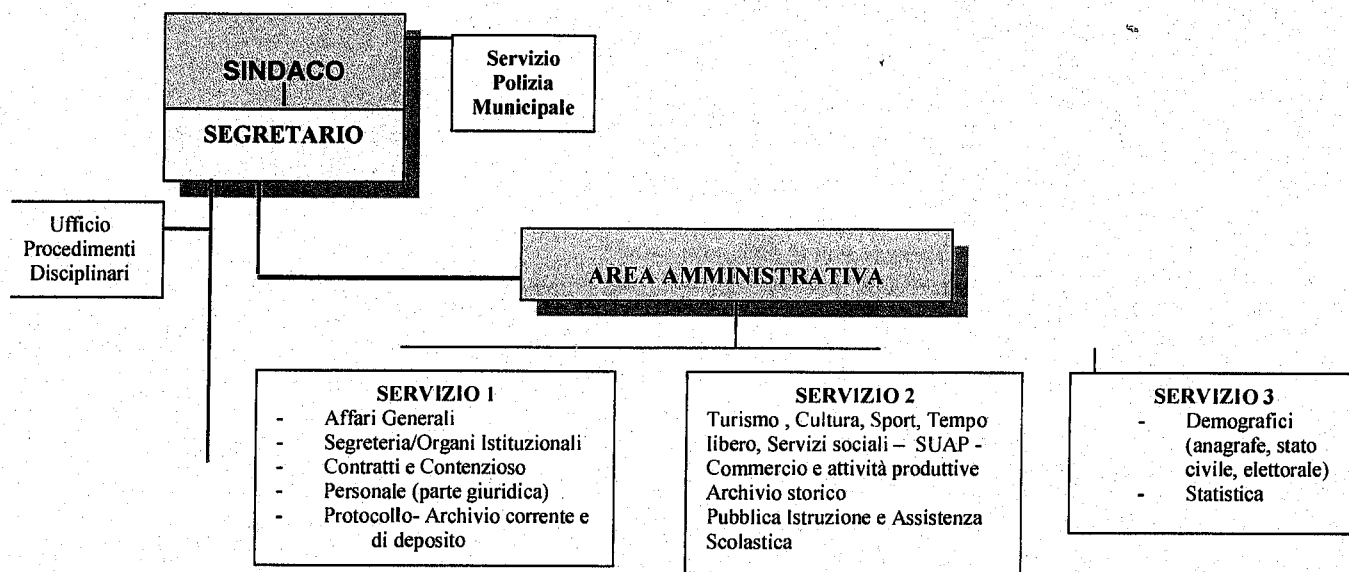 SINDACO
SEGRETARIO
Servizio
Polizia
Municipale
Ufficio
Procedimenti
Disciplinari
AREA AMMINISTRATIVA
SERVIZIO 1
- Affari Generali
- Segreteria/Organi Istituzionali
- Contratti e Contenzioso
- Personale (parte giuridica)
- Protocollo- Archivio corrente e
di deposito
SERVIZIO 2
Turismo , Cultura, Sport, Tempo
libero, Servizi sociali – SUAP -
Commercio e attività produttive
Archivio storico
Pubblica Istruzione e Assistenza
Scolastica
SERVIZIO 3
- Demografici
(anagrafe, stato
civile, elettorale)
- Statistica